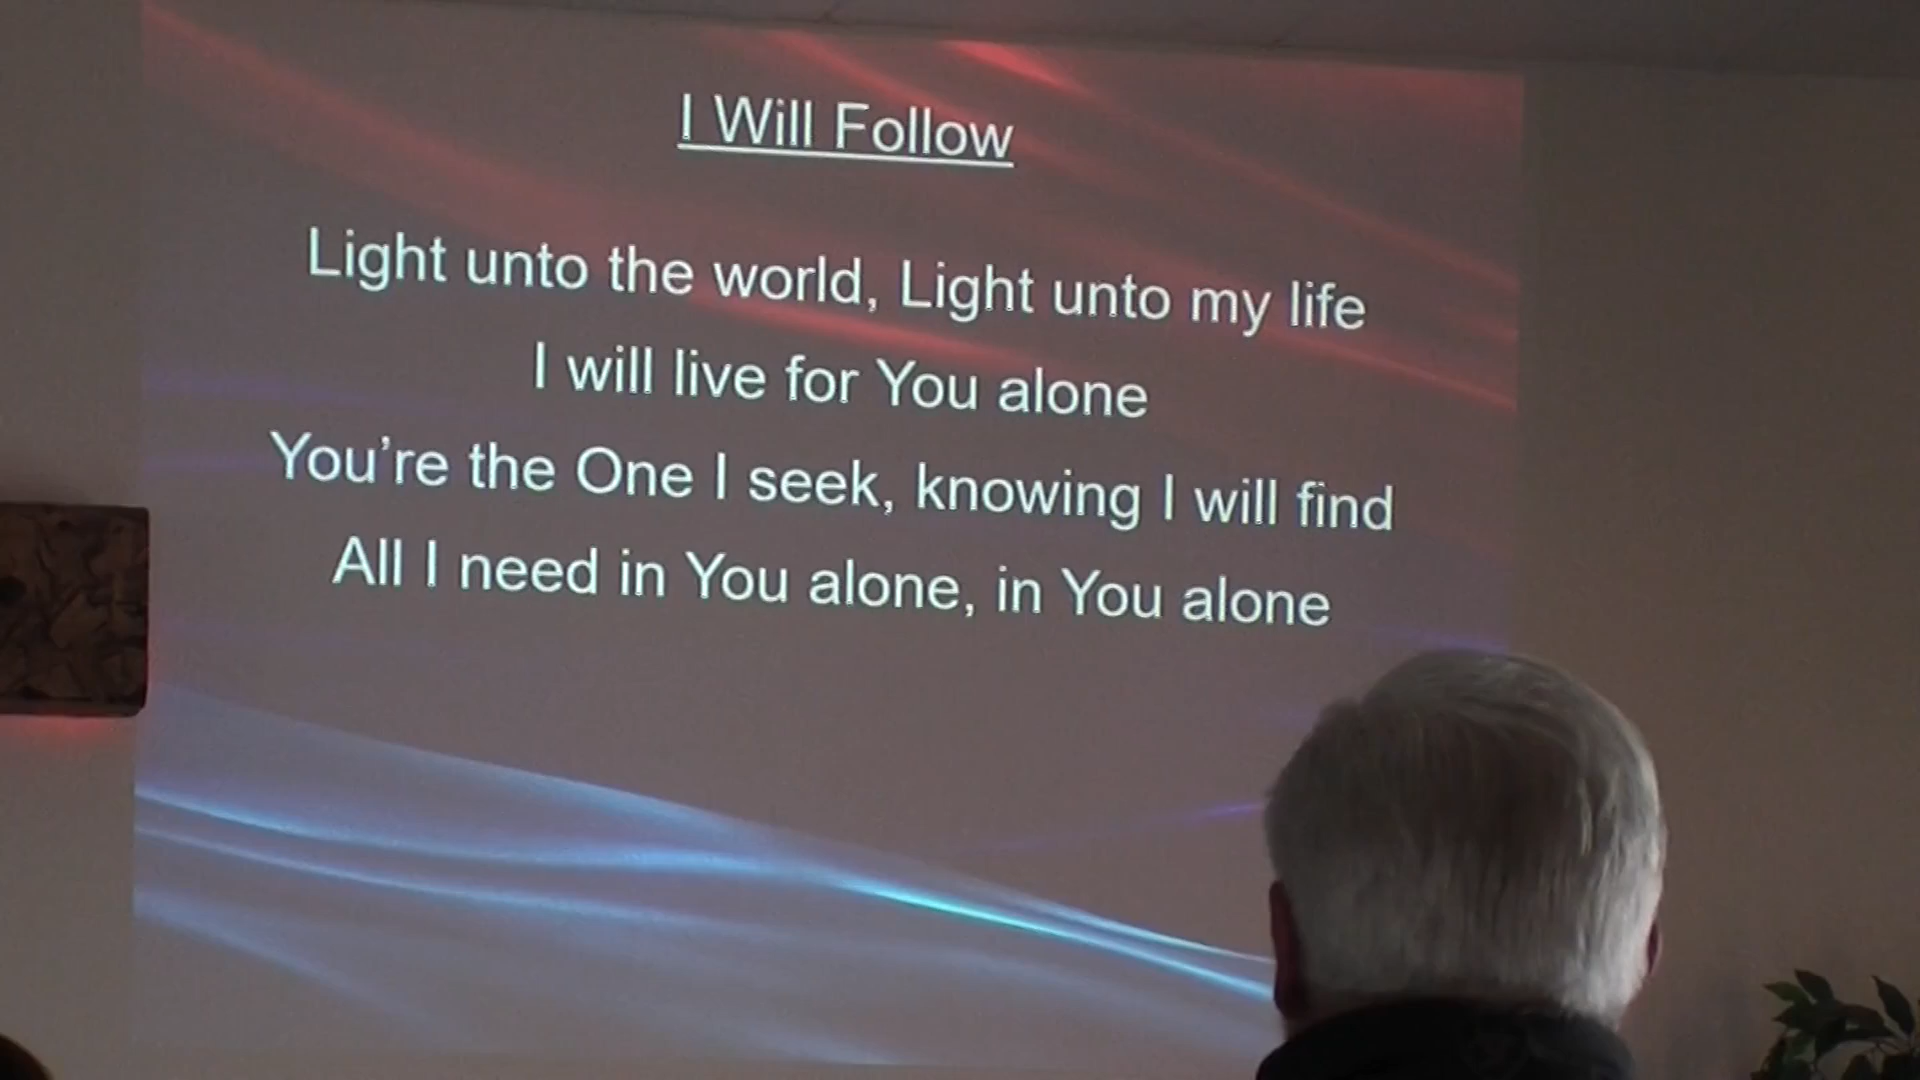 I Will Follow
Light unto the world, Light unto my life
I will live for You alone
You’re the One I seek, knowing I will find
All I need in You alone, in You alone